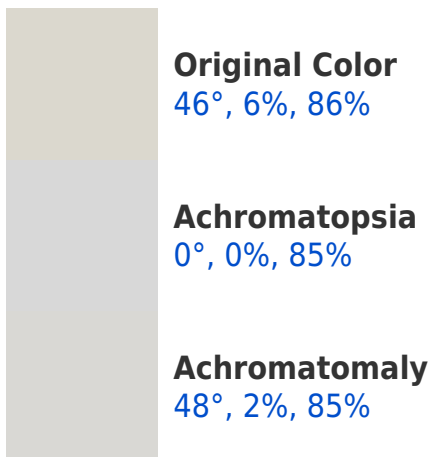 Original Color
46°, 6%, 86%
Achromatopsia
0°, 0%, 85%
Achromatomaly
48°, 2%, 85%